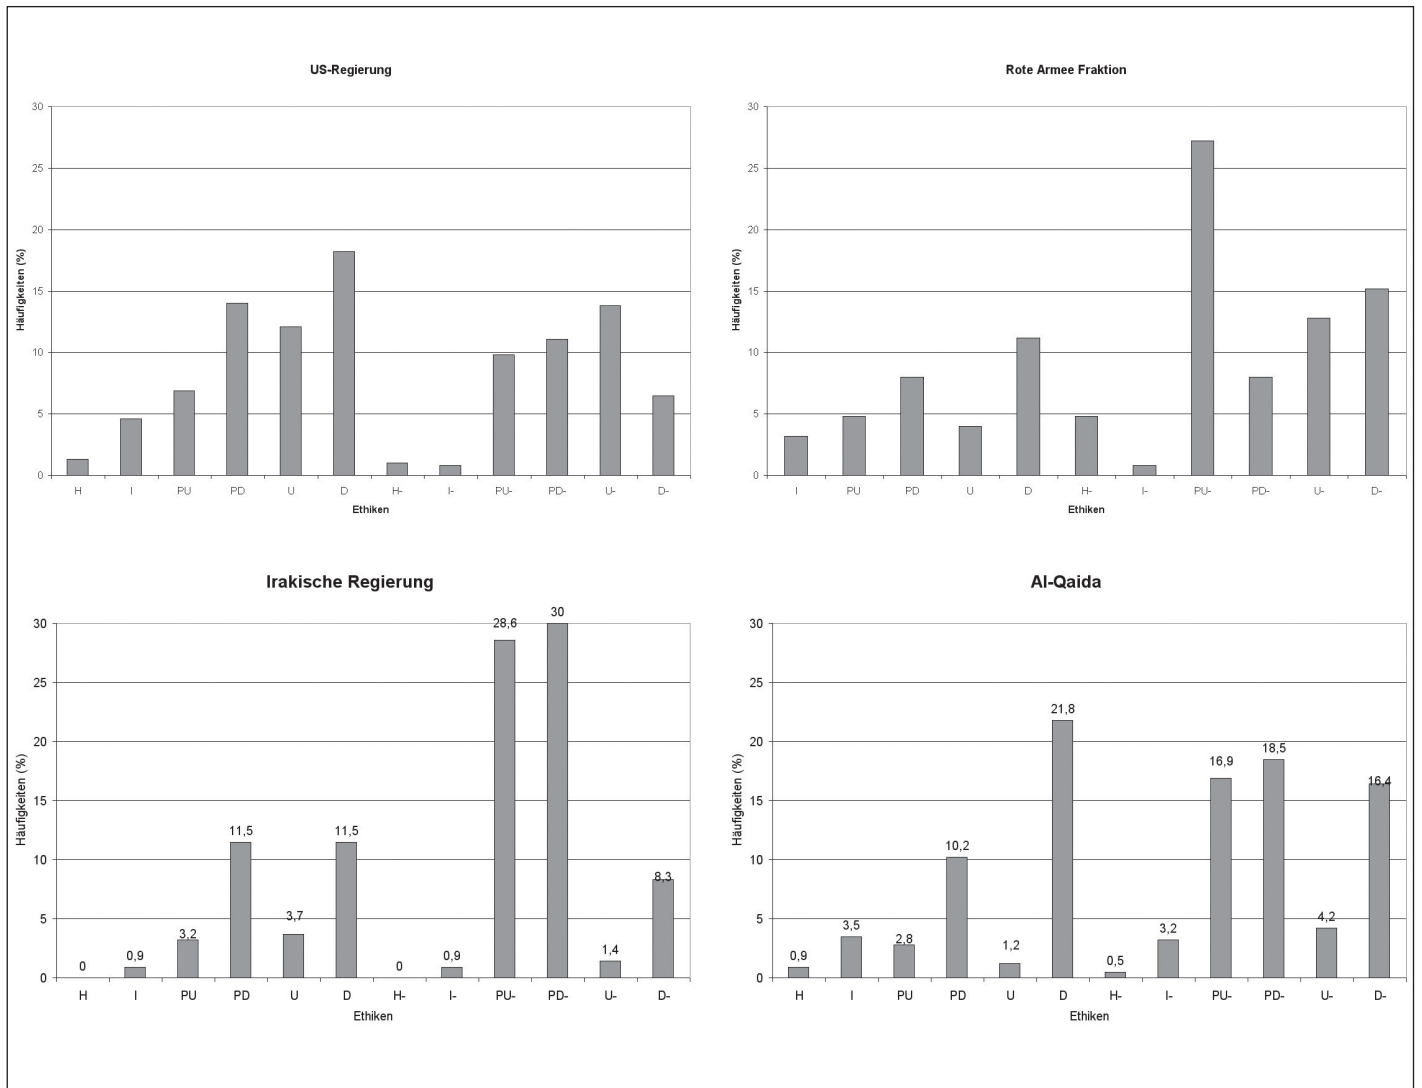 US-Regierung
30
25
20
15
10
5
0
Häufigkeiten (%)
H I PU PD U D H- I- PU- PD- U- D-
Ethiken
Rote Armee Fraktion
30
25
20
15
10
5
0
Häufigkeiten (%)
I PU PD U D H- I- PU- PD- U- D-
Ethiken
Irakische Regierung
30
25
20
15
10
5
0
Häufigkeiten (%)
0 0,9 3,2 11,5 3,7 11,5 0 0,9 28,6 30 1,4 8,3
H I PU PD U D H- I- PU- PD- U- D-
Ethiken
Al-Qaida
30
25
20
15
10
5
0
Häufigkeiten (%)
0,9 3,5 2,8 10,2 1,2 21,8 0,5 3,2 16,9 18,5 4,2 16,4
H I PU PD U D H- I- PU- PD- U- D-
Ethiken